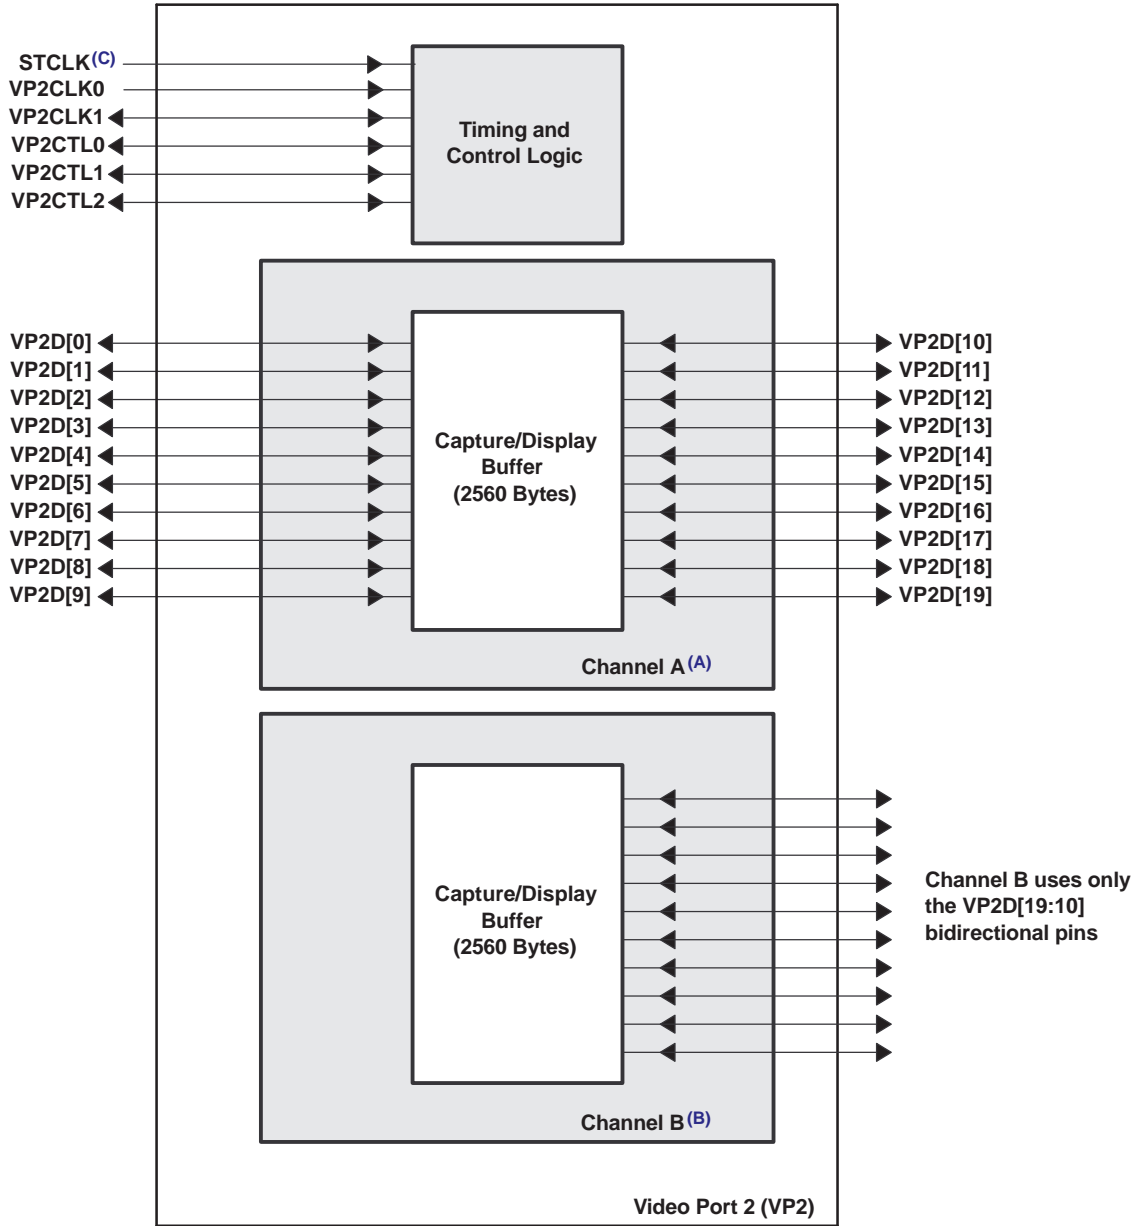 STCLK(C)
VP2CLK0
VP2CLK1
VP2CTL0
VP2CTL1
VP2CTL2
Timing and
Control Logic
VP2D[0]
VP2D[1]
VP2D[2]
VP2D[3]
VP2D[4]
VP2D[5]
VP2D[6]
VP2D[7]
VP2D[8]
VP2D[9]
Capture/Display
Buffer
(2560 Bytes)
VP2D[10]
VP2D[11]
VP2D[12]
VP2D[13]
VP2D[14]
VP2D[15]
VP2D[16]
VP2D[17]
VP2D[18]
VP2D[19]
Channel A(A)
Capture/Display
Buffer
(2560 Bytes)
Channel B uses only
the VP2D[19:10]
bidirectional pins
Channel B(B)
Video Port 2 (VP2)